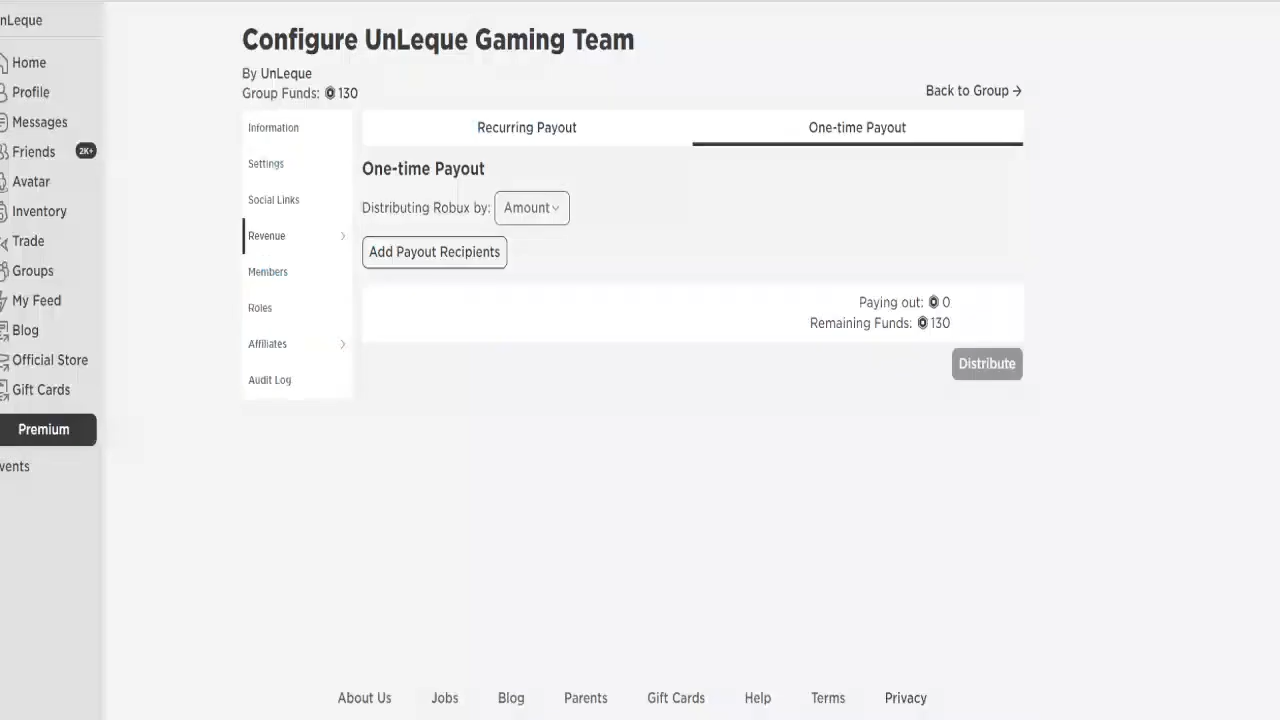 nLeque
Home
Profile
Messages
Friends 2K+
Avatar
Inventory
Trade
Groups
My Feed
Blog
Official Store
Gift Cards
Premium
vents
Configure UnLeque Gaming Team
By UnLeque
Group Funds: 130
Back to Group →
Information
Settings
Social Links
Revenue
Members
Roles
Affiliates
Audit Log
Recurring Payout
One-time Payout
One-time Payout
Distributing Robux by: Amount
Add Payout Recipients
Paying out: 0
Remaining Funds: 130
Distribute
About Us Jobs Blog Parents Gift Cards Help Terms Privacy